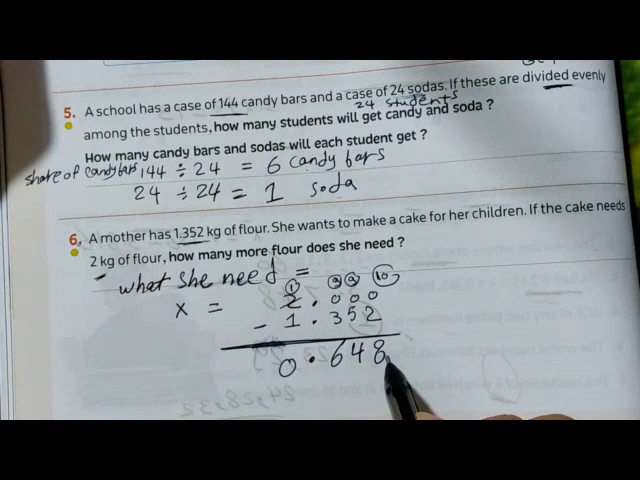 5. A school has a case of 144 candy bars and a case of 24 sodas. If these are divided evenly
24 students
among the students, how many students will get candy and soda ?
How many candy bars and sodas will each student get ?
share of candy bars 144 ÷ 24 = 6 candy bars
24 ÷ 24 = 1 soda
6. A mother has 1.352 kg of flour. She wants to make a cake for her children. If the cake needs
2 kg of flour, how many more flour does she need ?
what she need =
1 9 9 10
x = 2.000
- 1.352
0.648